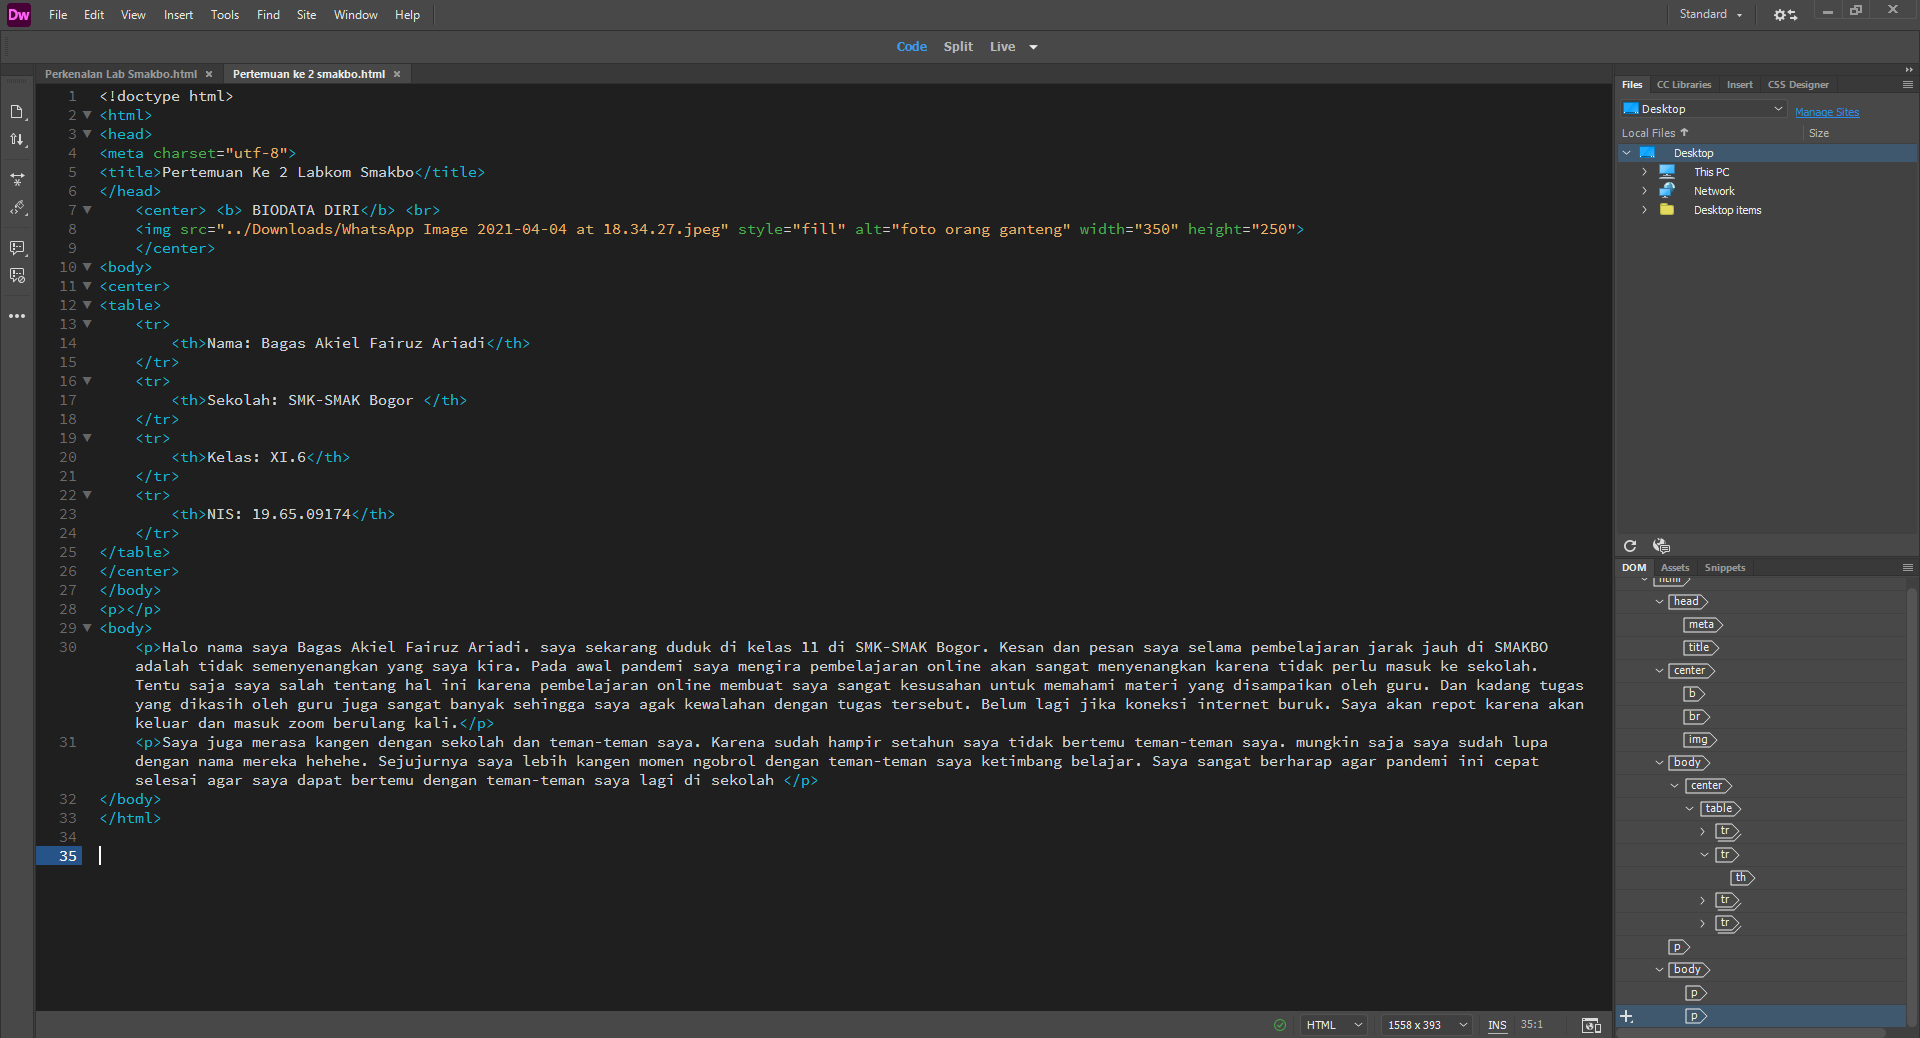 Dw File Edit View Insert Tools Find Site Window Help Standard
Code Split Live
Perkenalan Lab Smakbo.html × Pertemuan ke 2 smakbo.html ×
1 <!doctype html>
2 <html>
3 <head>
4 <meta charset="utf-8">
5 <title>Pertemuan Ke 2 Labkom Smakbo</title>
6 </head>
7 <center> <b> BIODATA DIRI</b> <br>
8 <img src="../Downloads/WhatsApp Image 2021-04-04 at 18.34.27.jpeg" style="fill" alt="foto orang ganteng" width="350" height="250">
9 </center>
10 <body>
11 <center>
12 <table>
13 <tr>
14 <th>Nama: Bagas Akiel Fairuz Ariadi</th>
15 </tr>
16 <tr>
17 <th>Sekolah: SMK-SMAK Bogor </th>
18 </tr>
19 <tr>
20 <th>Kelas: XI.6</th>
21 </tr>
22 <tr>
23 <th>NIS: 19.65.09174</th>
24 </tr>
25 </table>
26 </center>
27 </body>
28 <p></p>
29 <body>
30 <p>Halo nama saya Bagas Akiel Fairuz Ariadi. saya sekarang duduk di kelas 11 di SMK-SMAK Bogor. Kesan dan pesan saya selama pembelajaran jarak jauh di SMAKBO
adalah tidak semenyenangkan yang saya kira. Pada awal pandemi saya mengira pembelajaran online akan sangat menyenangkan karena tidak perlu masuk ke sekolah.
Tentu saja saya salah tentang hal ini karena pembelajaran online membuat saya sangat kesusahan untuk memahami materi yang disampaikan oleh guru. Dan kadang tugas
yang dikasih oleh guru juga sangat banyak sehingga saya agak kewalahan dengan tugas tersebut. Belum lagi jika koneksi internet buruk. Saya akan repot karena akan
keluar dan masuk zoom berulang kali.</p>
31 <p>Saya juga merasa kangen dengan sekolah dan teman-teman saya. Karena sudah hampir setahun saya tidak bertemu teman-teman saya. mungkin saja saya sudah lupa
dengan nama mereka hehehe. Sejujurnya saya lebih kangen momen ngobrol dengan teman-teman saya ketimbang belajar. Saya sangat berharap agar pandemi ini cepat
selesai agar saya dapat bertemu dengan teman-teman saya lagi di sekolah </p>
32 </body>
33 </html>
34
35
HTML 1558 x 393 INS 35:1
Files CC Libraries Insert CSS Designer
Desktop Manage Sites
Local Files Size
Desktop
This PC
Network
Desktop items
DOM Assets Snippets
html
head
meta
title
center
b
br
img
body
center
table
tr
tr
th
tr
tr
p
body
p
p